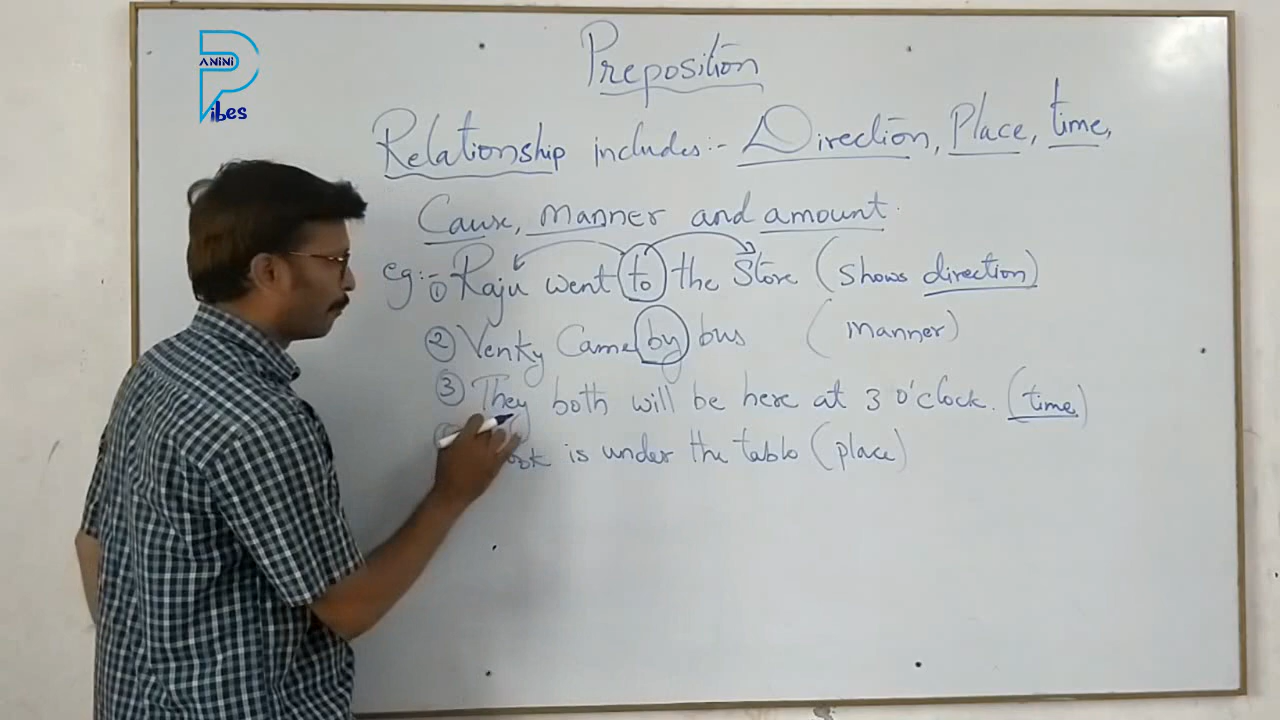 PANINI
Vibes
Preposition
Relationship includes:- Direction, Place, time,
Cause, manner and amount.
eg:- ① Raju went to the Store (shows direction)
② Venky Came by bus (manner)
③ They both will be here at 3 o'clock. (time)
is under the table (place)